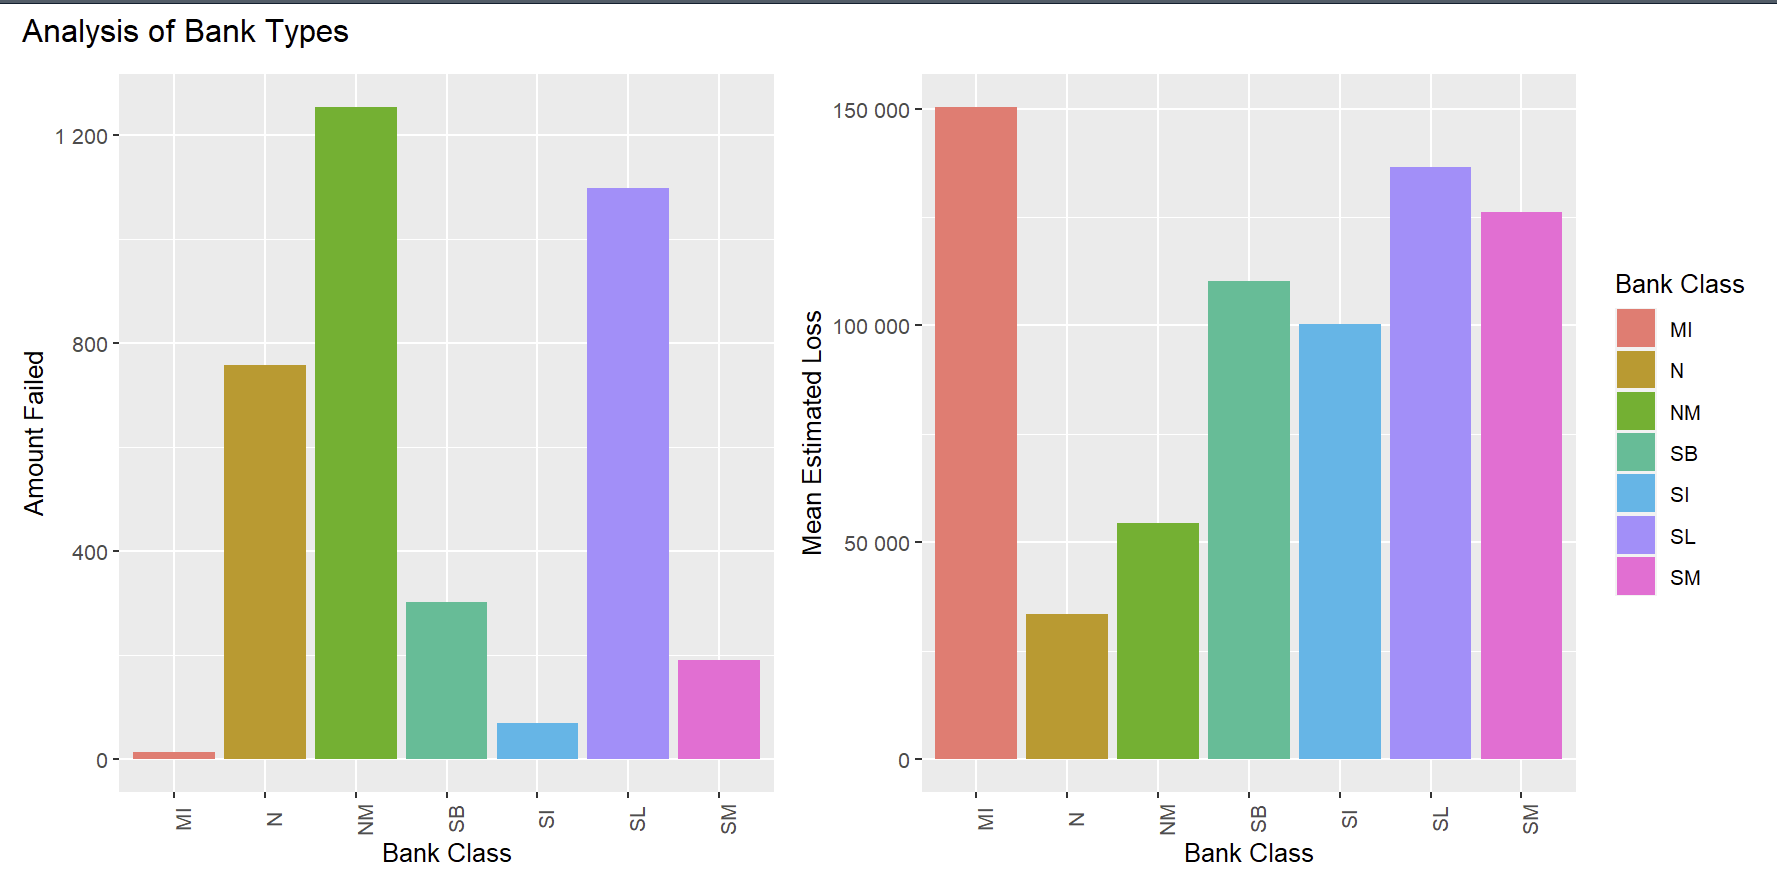 Analysis of Bank Types
Amount Failed
1 200
800
400
0
MI
N
NM
SB
SI
SL
SM
Bank Class
Mean Estimated Loss
150 000
100 000
50 000
0
MI
N
NM
SB
SI
SL
SM
Bank Class
Bank Class
MI
N
NM
SB
SI
SL
SM